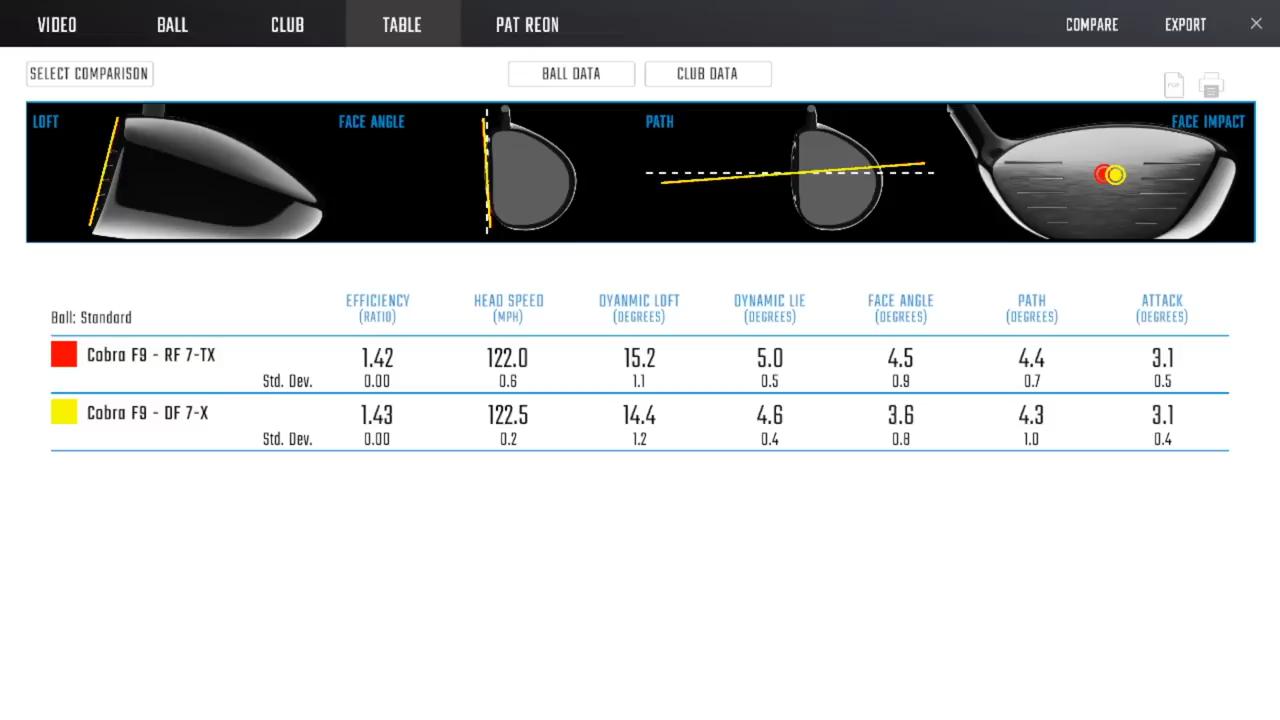 VIDEO BALL CLUB TABLE PAT REON COMPARE EXPORT
SELECT COMPARISON BALL DATA CLUB DATA
PDF
LOFT FACE ANGLE PATH FACE IMPACT
EFFICIENCY HEAD SPEED DYANMIC LOFT DYNAMIC LIE FACE ANGLE PATH ATTACK
Ball: Standard (RATIO) (MPH) (DEGREES) (DEGREES) (DEGREES) (DEGREES) (DEGREES)
Cobra F9 - RF 7-TX 1.42 122.0 15.2 5.0 4.5 4.4 3.1
Std. Dev. 0.00 0.6 1.1 0.5 0.9 0.7 0.5
Cobra F9 - DF 7-X 1.43 122.5 14.4 4.6 3.6 4.3 3.1
Std. Dev. 0.00 0.2 1.2 0.4 0.8 1.0 0.4